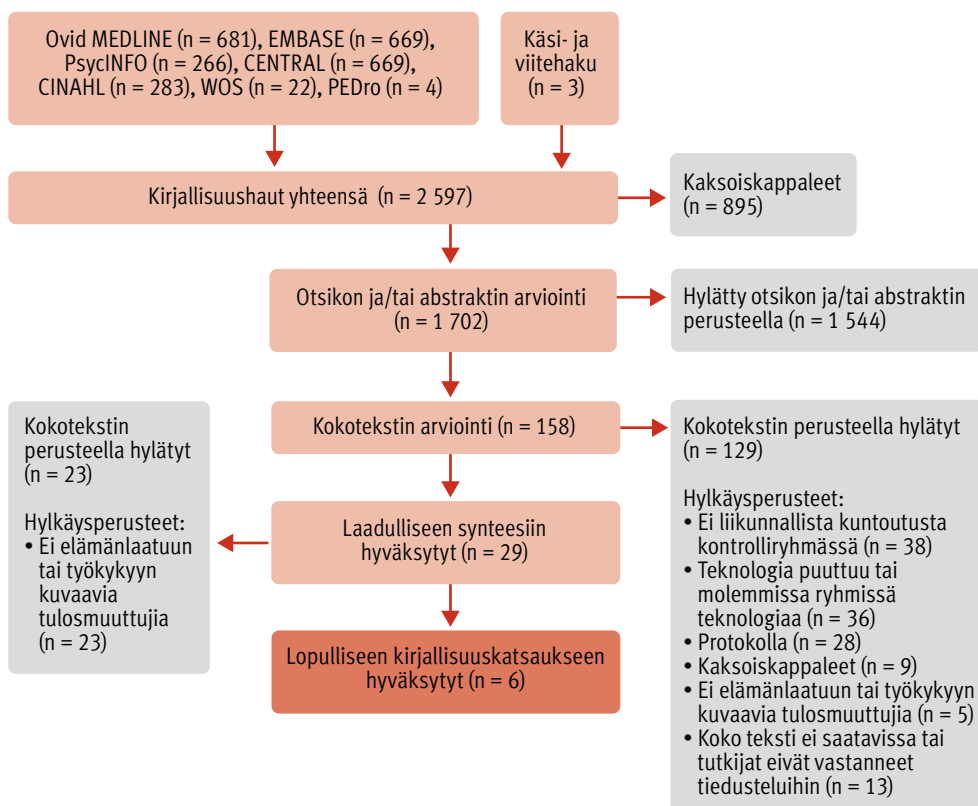 Ovid MEDLINE (n = 681), EMBASE (n = 669),
PsycINFO (n = 266), CENTRAL (n = 669),
CINAHL (n = 283), WOS (n = 22), PEDro (n = 4)
Käsi- ja
viitehaku
(n = 3)
Kirjallisuushaut yhteensä (n = 2 597)
Kaksoiskappaleet
(n = 895)
Otsikon ja/tai abstraktin arviointi
(n = 1 702)
Hylätty otsikon ja/tai abstraktin
perusteella (n = 1 544)
Kokotekstin arviointi (n = 158)
Kokotekstin perusteella hylätyt
(n = 129)
Hylkäysperusteet:
• Ei liikunnallista kuntoutusta
kontrolliryhmässä (n = 38)
• Teknologia puuttuu tai
molemmissa ryhmissä
teknologiaa (n = 36)
• Protokolla (n = 28)
• Kaksoiskappaleet (n = 9)
• Ei elämänlaatuun tai työkykyyn
kuvaavia tulosmuuttujia (n = 5)
• Koko teksti ei saatavissa tai
tutkijat eivät vastanneet
tiedusteluihin (n = 13)
Kokotekstin
perusteella hylätyt
(n = 23)
Hylkäysperusteet:
• Ei elämänlaatuun
tai työkykyyn
kuvaavia
tulosmuuttujia
(n = 23)
Laadulliseen synteesiin
hyväksytyt (n = 29)
Lopulliseen kirjallisuuskatsaukseen
hyväksytyt (n = 6)